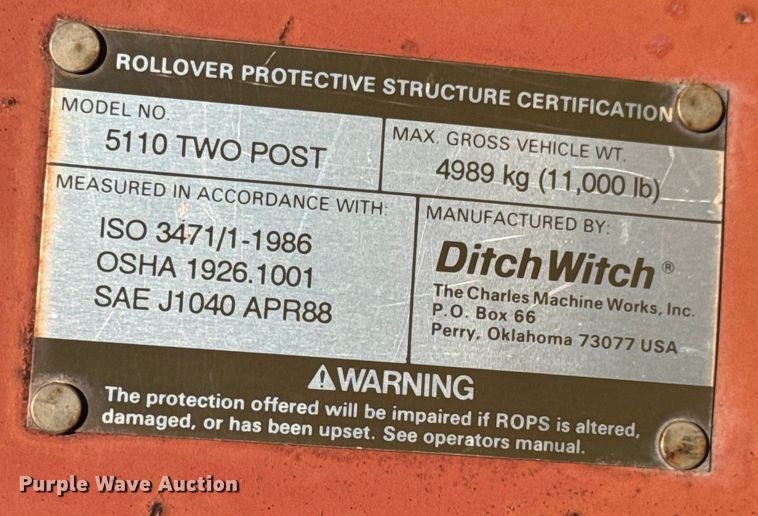 ROLLOVER PROTECTIVE STRUCTURE CERTIFICATION
MODEL NO.
5110 TWO POST
MAX. GROSS VEHICLE WT.
4989 kg (11,000 lb)
MEASURED IN ACCORDANCE WITH:
ISO 3471/1-1986
OSHA 1926.1001
SAE J1040 APR88
MANUFACTURED BY:
Ditch Witch ®
The Charles Machine Works, Inc.
P.O. Box 66
Perry, Oklahoma 73077 USA
⚠WARNING
The protection offered will be impaired if ROPS is altered,
damaged, or has been upset. See operators manual.
Purple Wave Auction